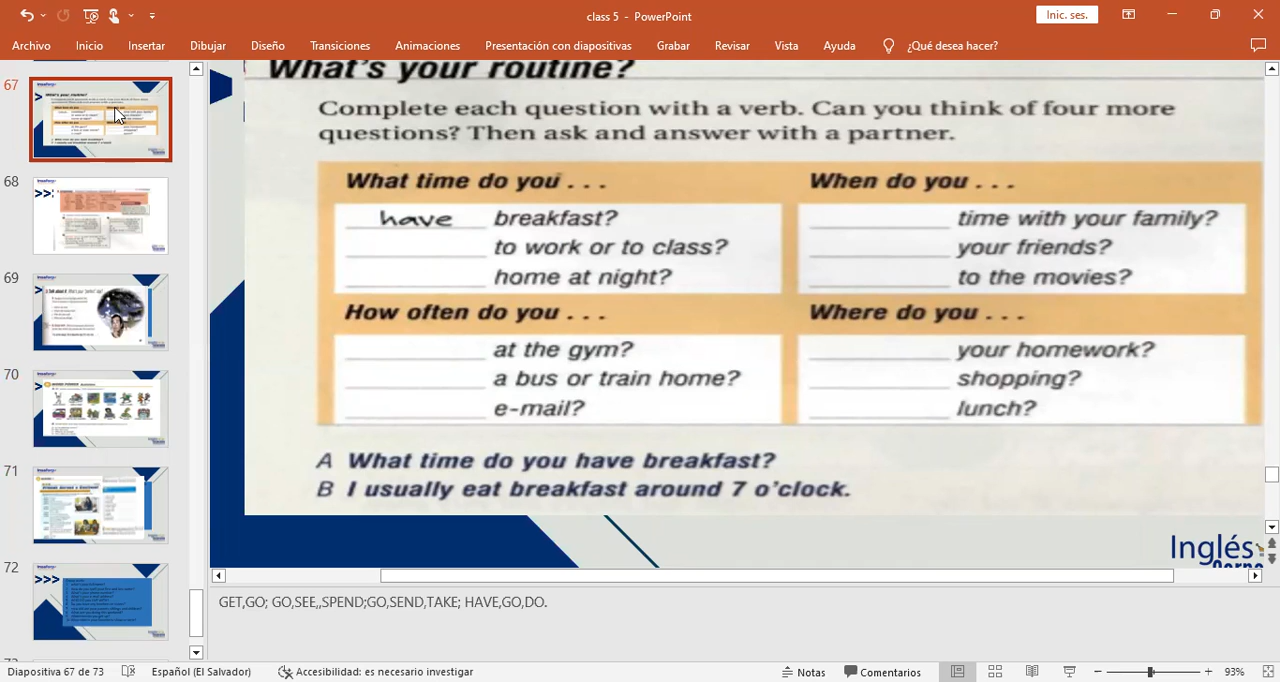 class 5 - PowerPoint
Inic. ses.
Archivo Inicio Insertar Dibujar Diseño Transiciones Animaciones Presentación con diapositivas Grabar Revisar Vista Ayuda ¿Qué desea hacer?
67
68
69
70
71
72
What's your routine?
Complete each question with a verb. Can you think of four more
questions? Then ask and answer with a partner.
What time do you . . .
have breakfast?
to work or to class?
home at night?
When do you . . .
time with your family?
your friends?
to the movies?
How often do you . . .
at the gym?
a bus or train home?
e-mail?
Where do you . . .
your homework?
shopping?
lunch?
A What time do you have breakfast?
B I usually eat breakfast around 7 o'clock.
Inglés
GET,GO; GO,SEE,,SPEND;GO,SEND,TAKE; HAVE,GO,DO.
Diapositiva 67 de 73 Español (El Salvador) Accesibilidad: es necesario investigar Notas Comentarios 93%